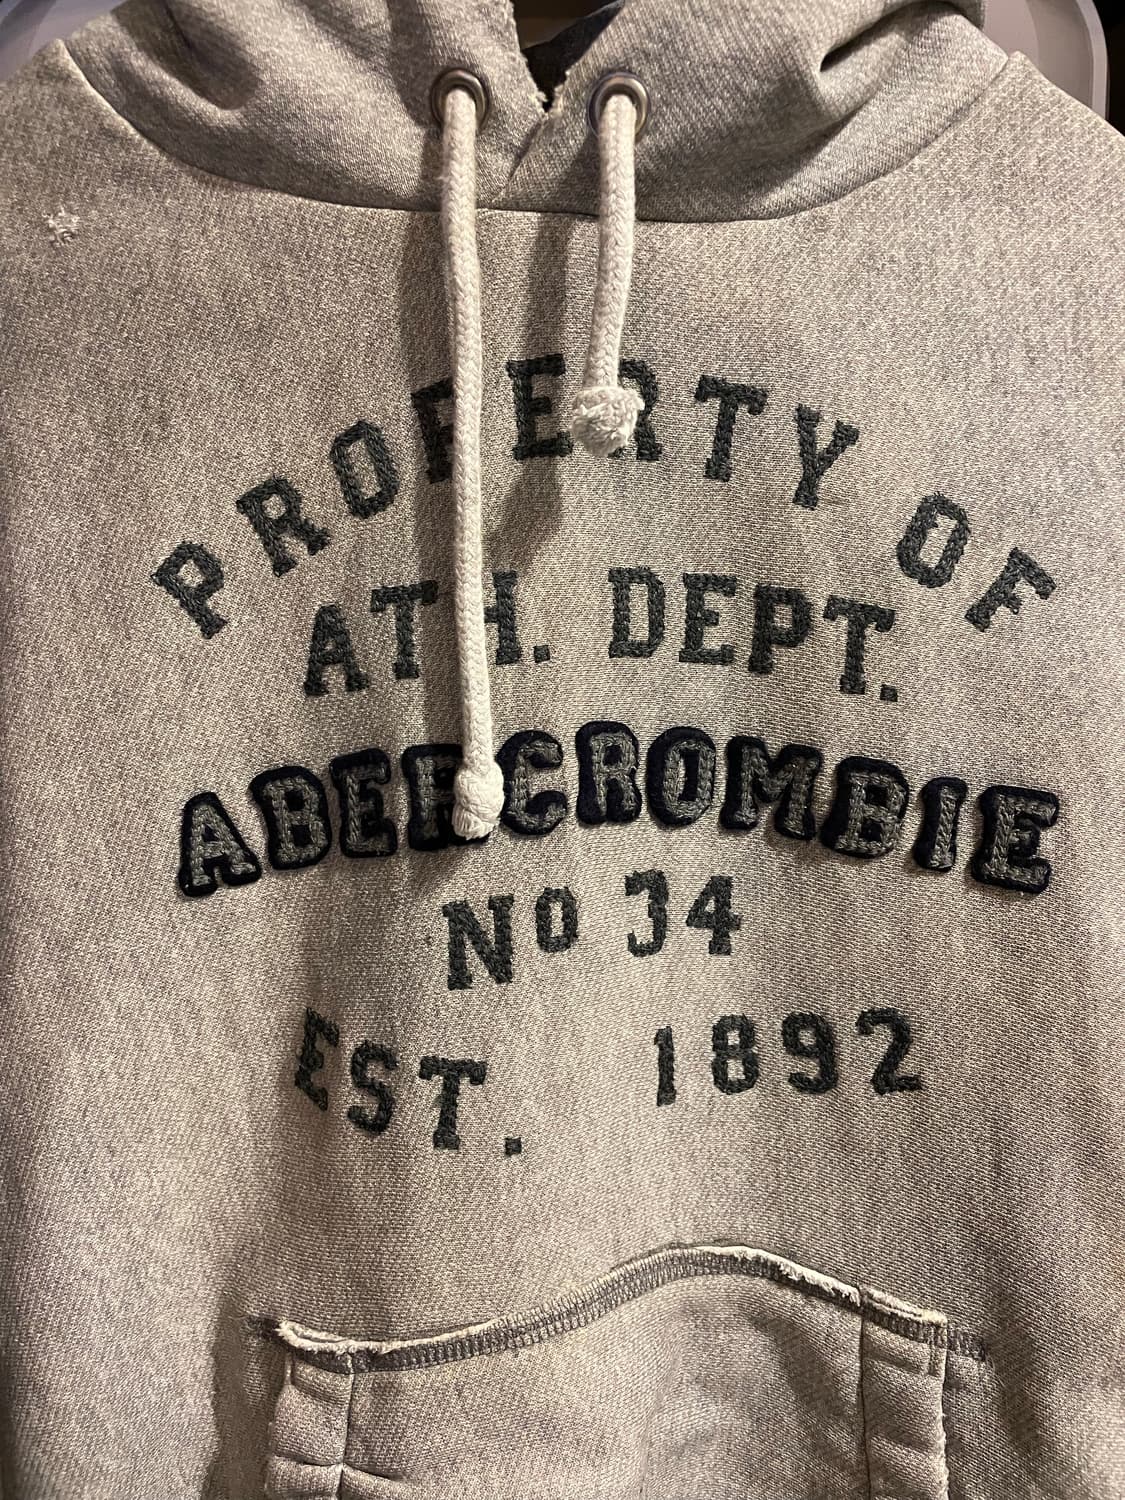 PROPERTY OF
ATH. DEPT.
ABERCROMBIE
No 34
EST. 1892